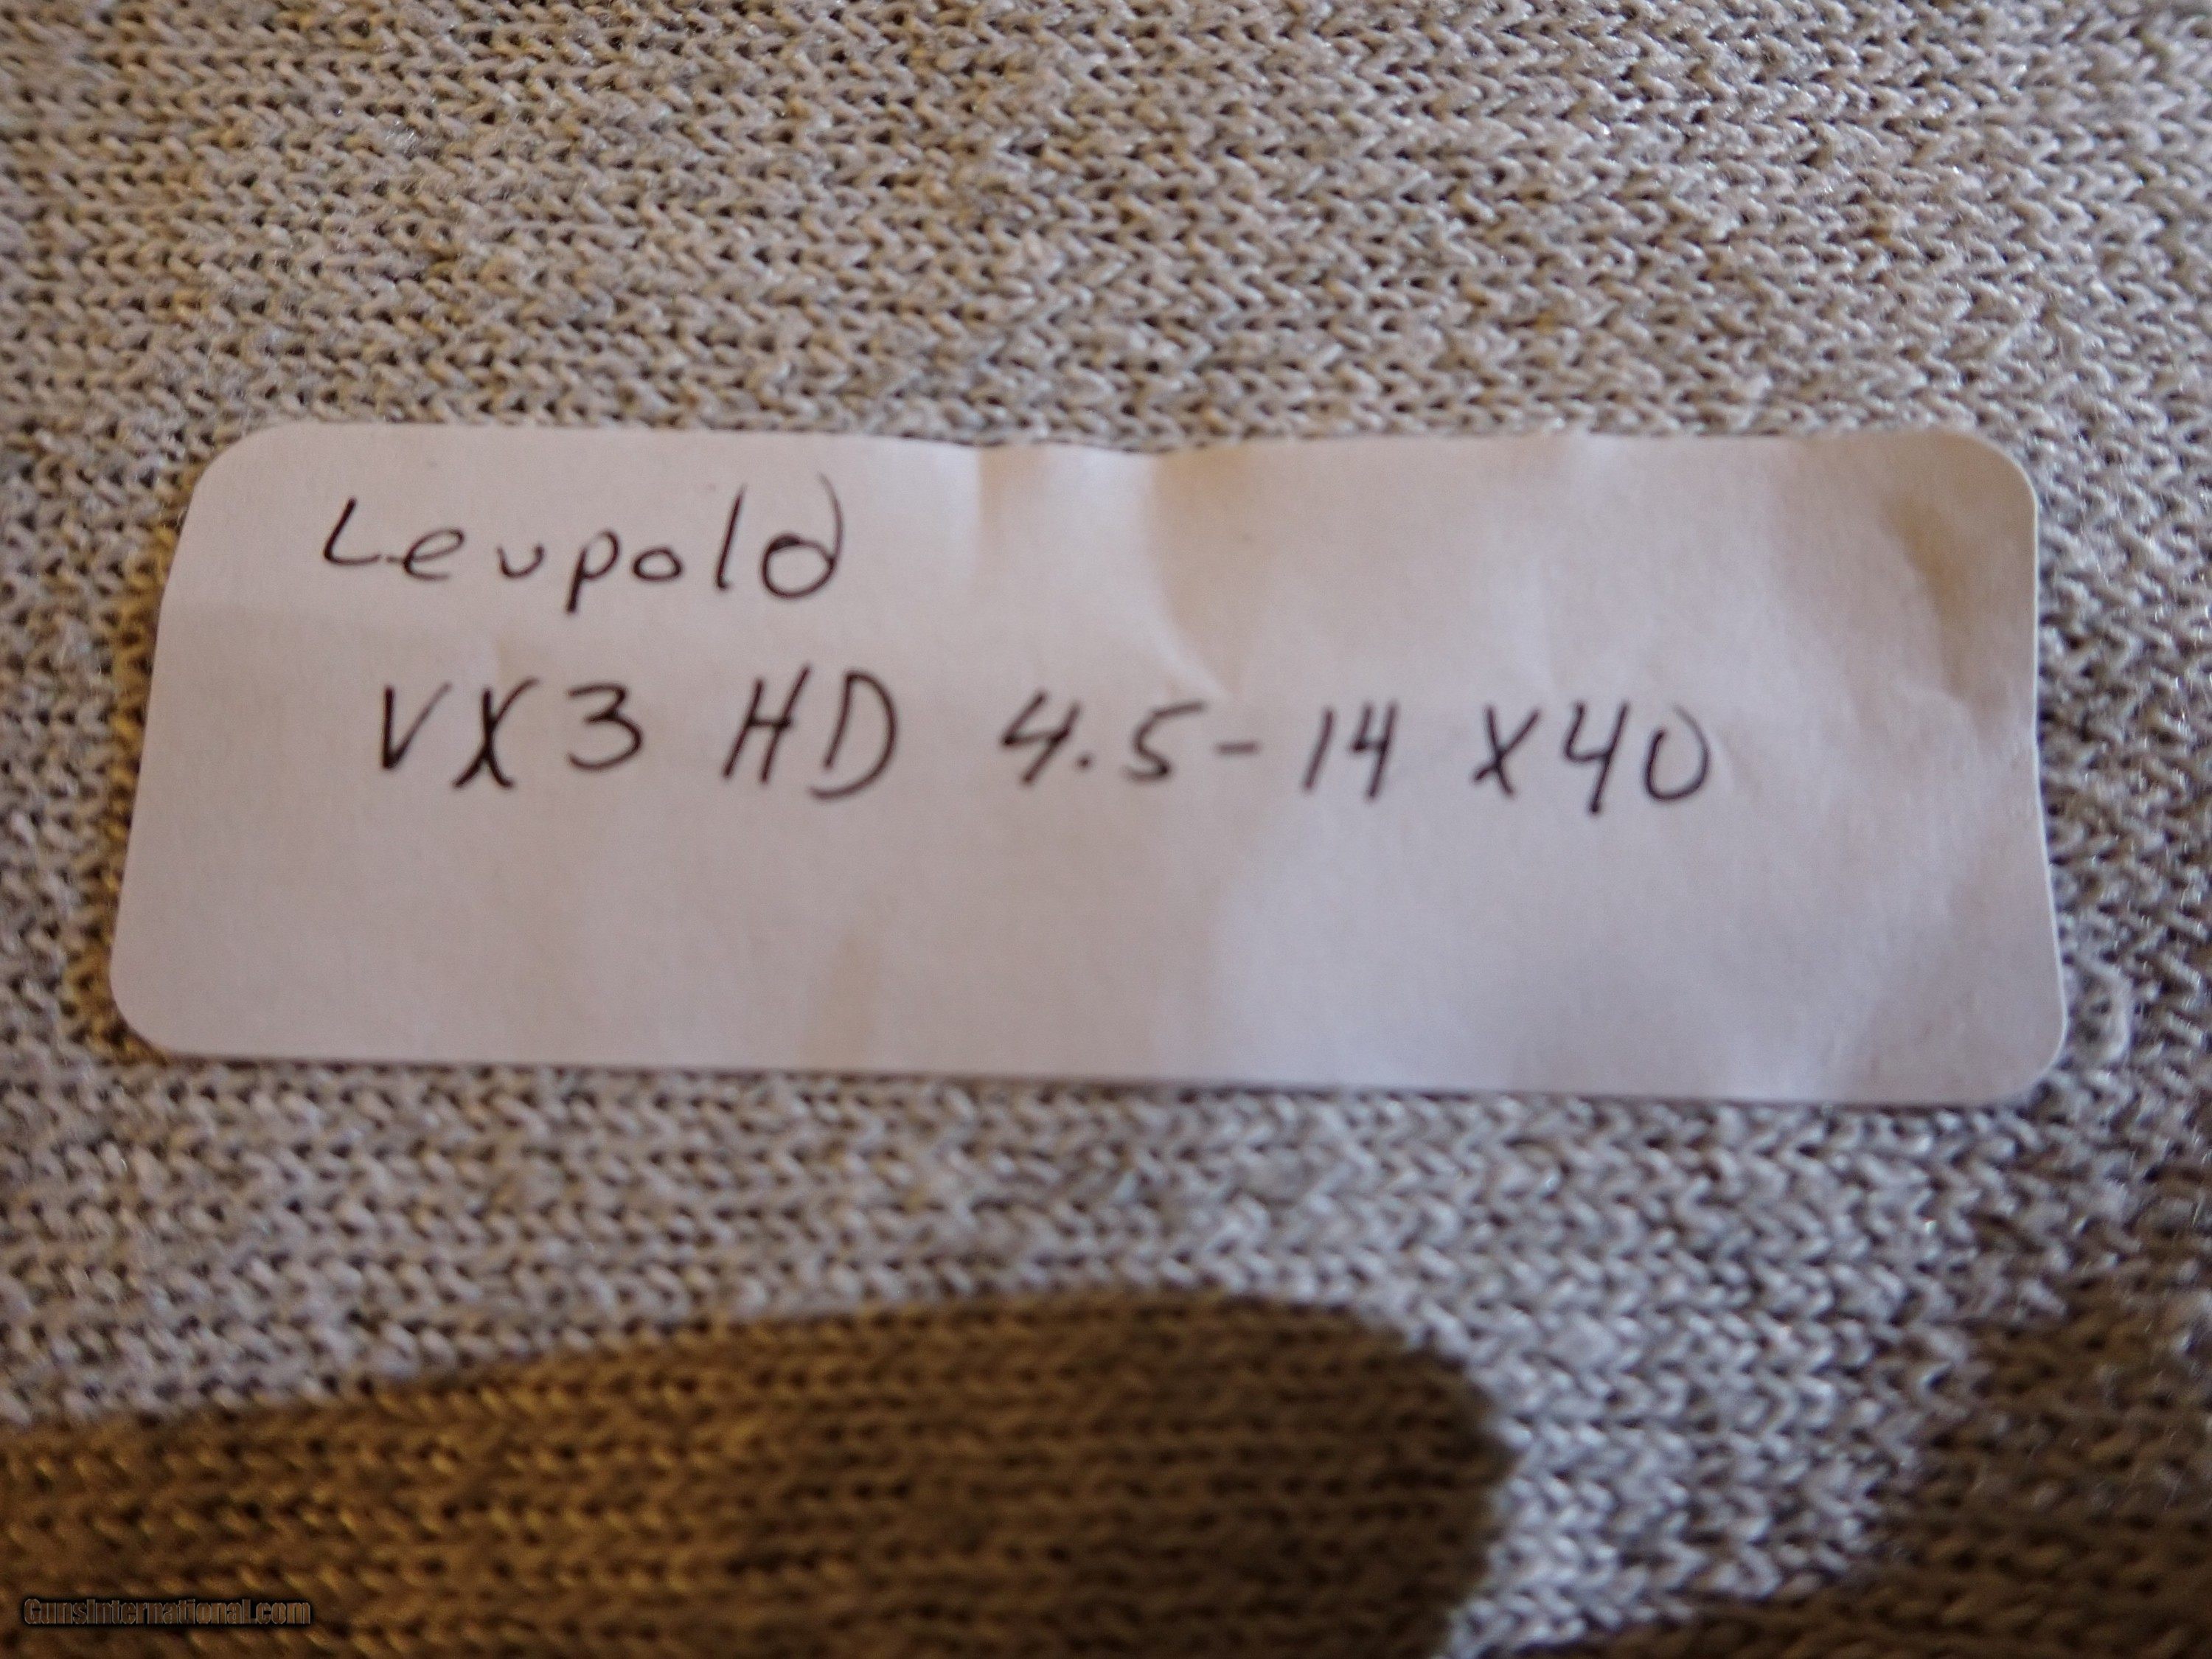 Leupold
VX3 HD 4.5-14 X40
GunsInternational.com